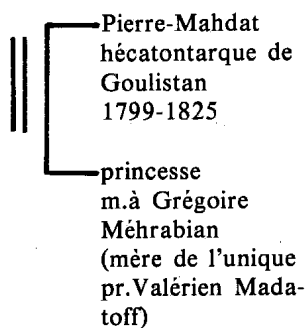 Pierre-Mahdat
hécatontarque de
Goulistan
1799-1825
princesse
m.à Grégoire
Méhrabian
(mère de l'unique
pr.Valérien Mada-
toff)